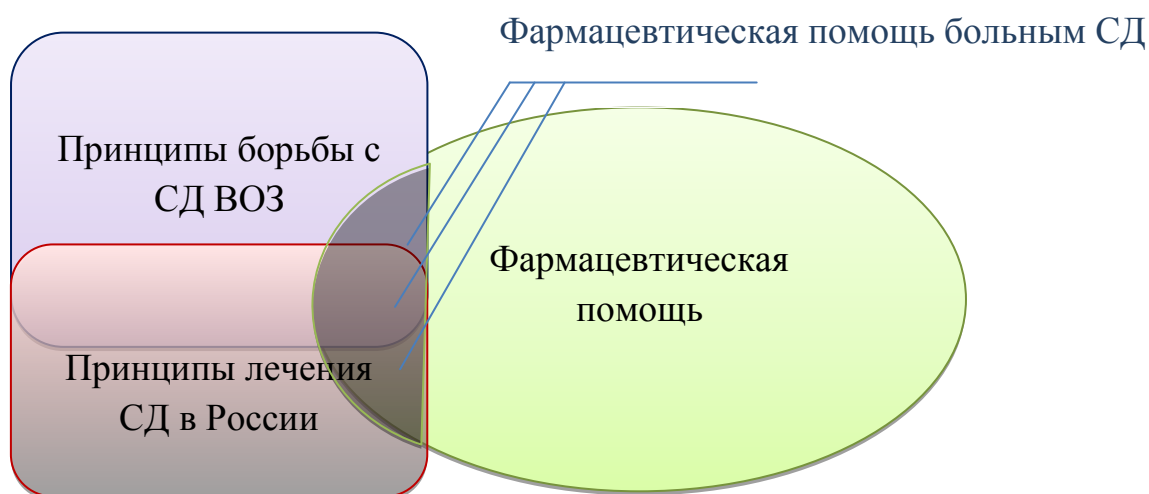 Фармацевтическая помощь больным СД
Принципы борьбы с
СД ВОЗ
Фармацевтическая
помощь
Принципы лечения
СД в России